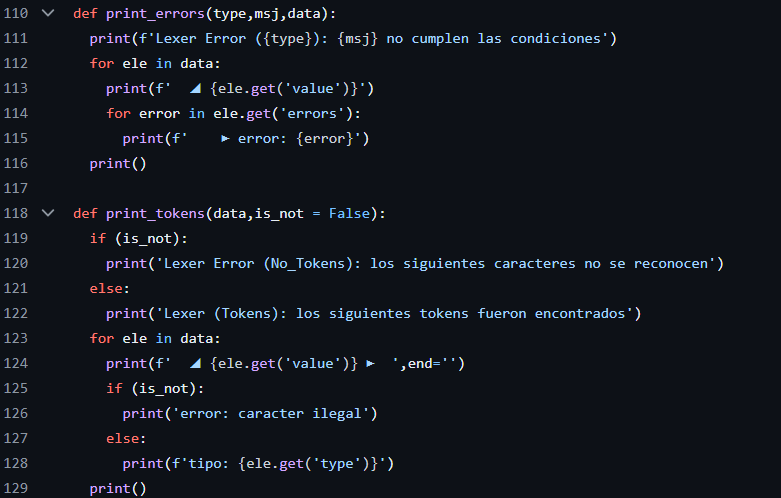 110 def print_errors(type,msj,data):
111 print(f'Lexer Error ({type}): {msj} no cumplen las condiciones')
112 for ele in data:
113 print(f'  ◢ {ele.get('value')}')
114 for error in ele.get('errors'):
115 print(f'    ► error: {error}')
116 print()
117
118 def print_tokens(data,is_not = False):
119 if (is_not):
120 print('Lexer Error (No_Tokens): los siguientes caracteres no se reconocen')
121 else:
122 print('Lexer (Tokens): los siguientes tokens fueron encontrados')
123 for ele in data:
124 print(f'  ◢ {ele.get('value')} ►  ',end='')
125 if (is_not):
126 print('error: caracter ilegal')
127 else:
128 print(f'tipo: {ele.get('type')}')
129 print()